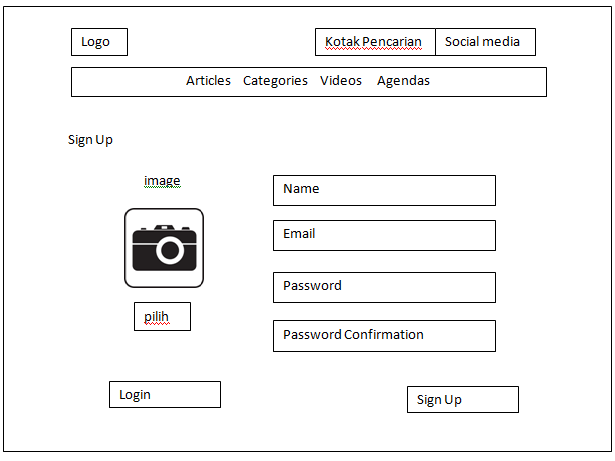 Logo
Kotak Pencarian
Social media
Articles Categories Videos Agendas
Sign Up
image
pilih
Name
Email
Password
Password Confirmation
Login
Sign Up